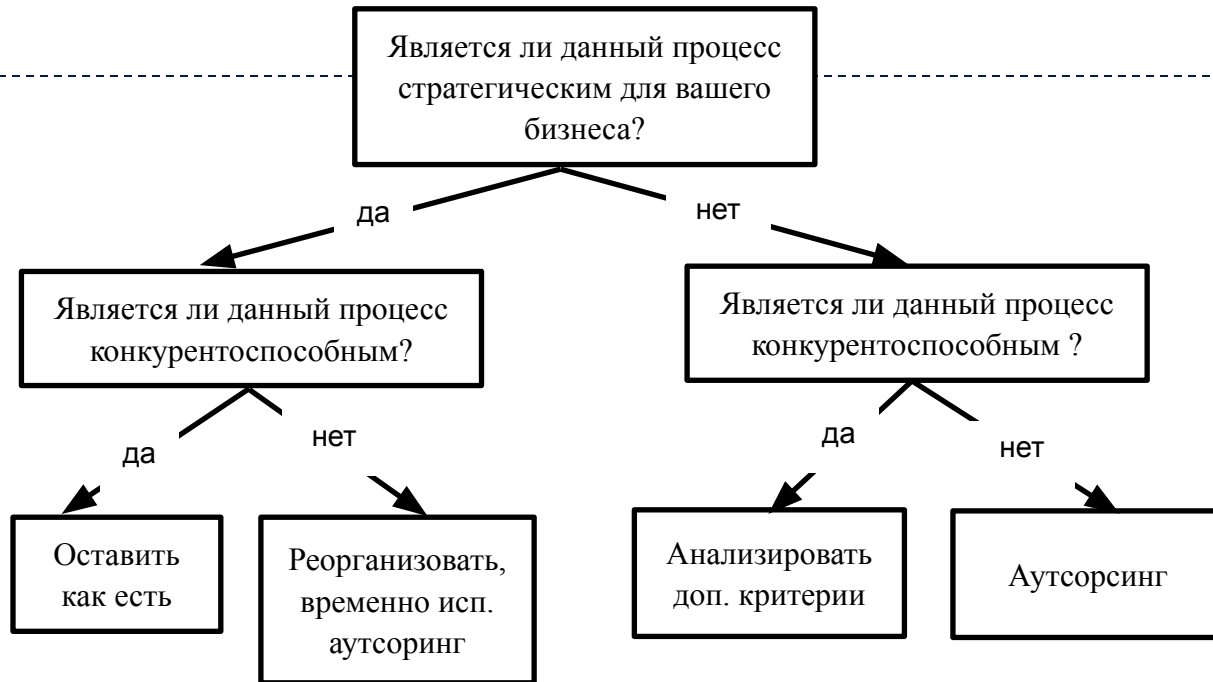 Является ли данный процесс
стратегическим для вашего
бизнеса?
да
нет
Является ли данный процесс
конкурентоспособным?
Является ли данный процесс
конкурентоспособным ?
да
нет
да
нет
Оставить
как есть
Реорганизовать,
временно исп.
аутсоринг
Анализировать
доп. критерии
Аутсорсинг